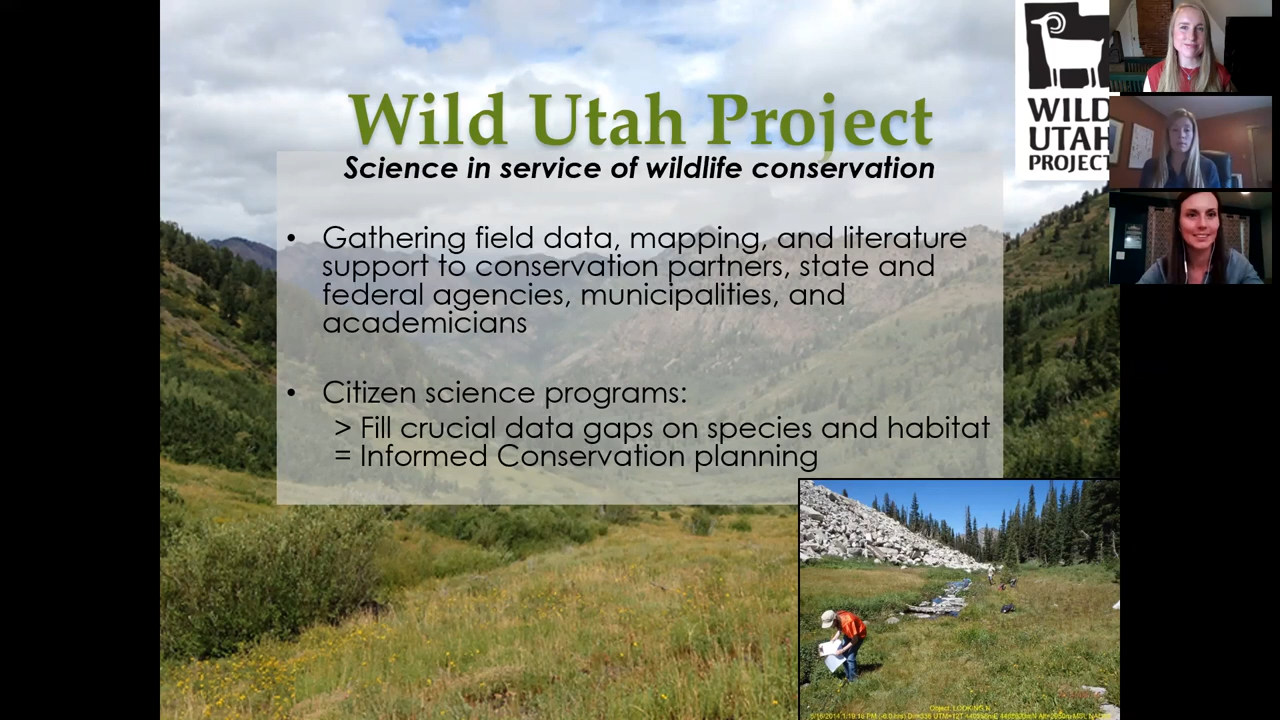 Wild Utah Project
Science in service of wildlife conservation
WILD
UTAH
PROJECT
• Gathering field data, mapping, and literature
support to conservation partners, state and
federal agencies, municipalities, and
academicians
• Citizen science programs:
> Fill crucial data gaps on species and habitat
= Informed Conservation planning
Object: LOOKING N